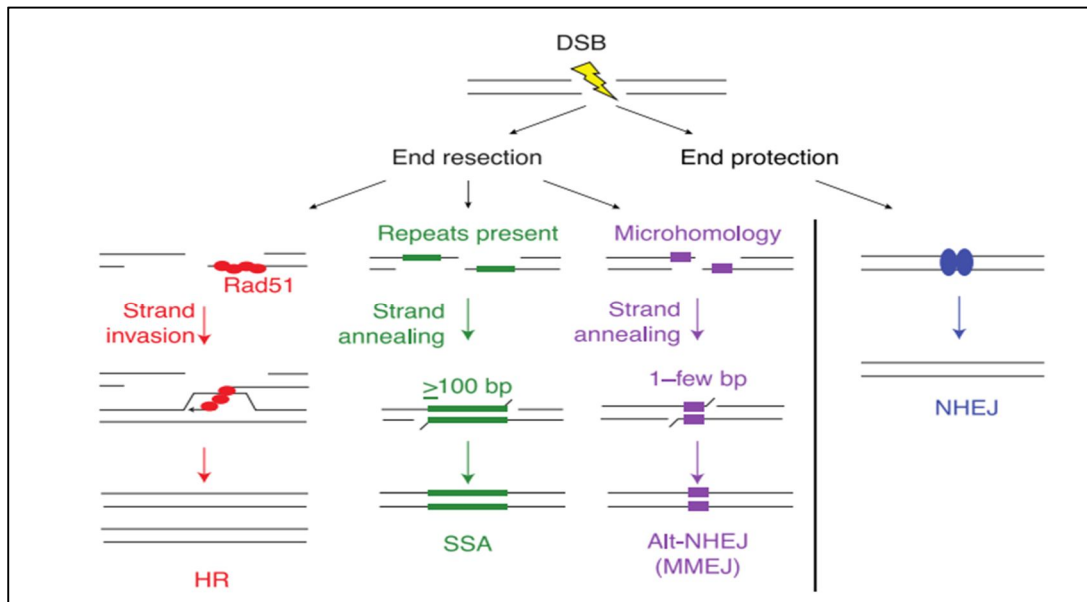 DSB
End resection
End protection
Rad51
Strand
invasion
HR
Repeats present
Strand
annealing
≥100 bp
SSA
Microhomology
Strand
annealing
1–few bp
Alt-NHEJ
(MMEJ)
NHEJ